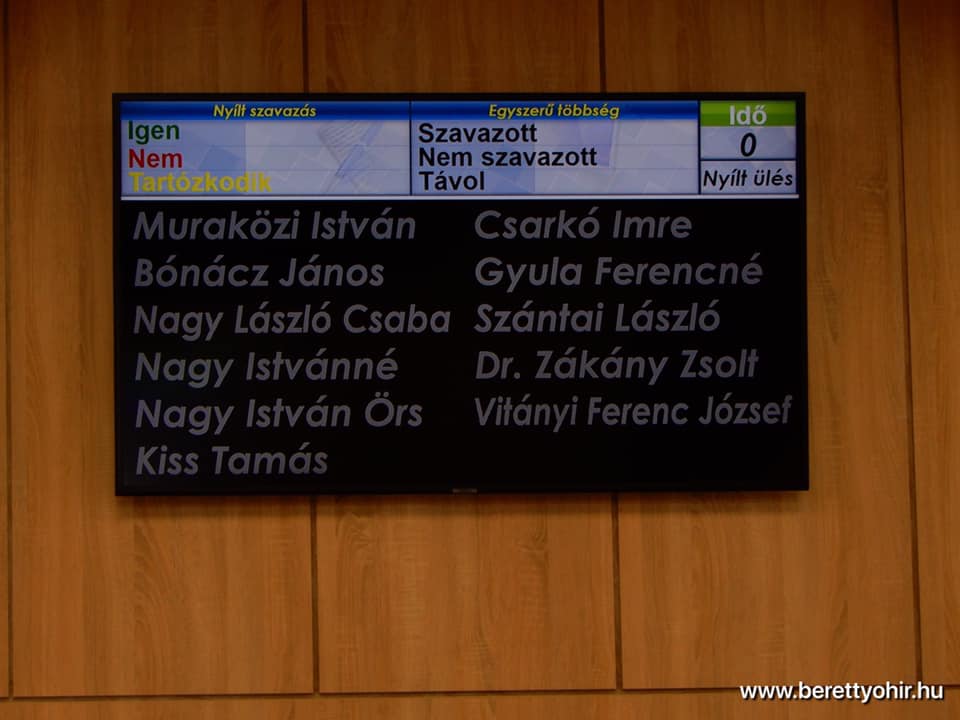 Nyílt szavazás
Igen
Nem
Tartózkodik
Egyszerű többség
Szavazott
Nem szavazott
Távol
Idő
0
Nyílt ülés
Muraközi István
Bónácz János
Nagy László Csaba
Nagy Istvánné
Nagy István Örs
Kiss Tamás
Csarkó Imre
Gyula Ferencné
Szántai László
Dr. Zákány Zsolt
Vitányi Ferenc József
www.berettyohir.hu